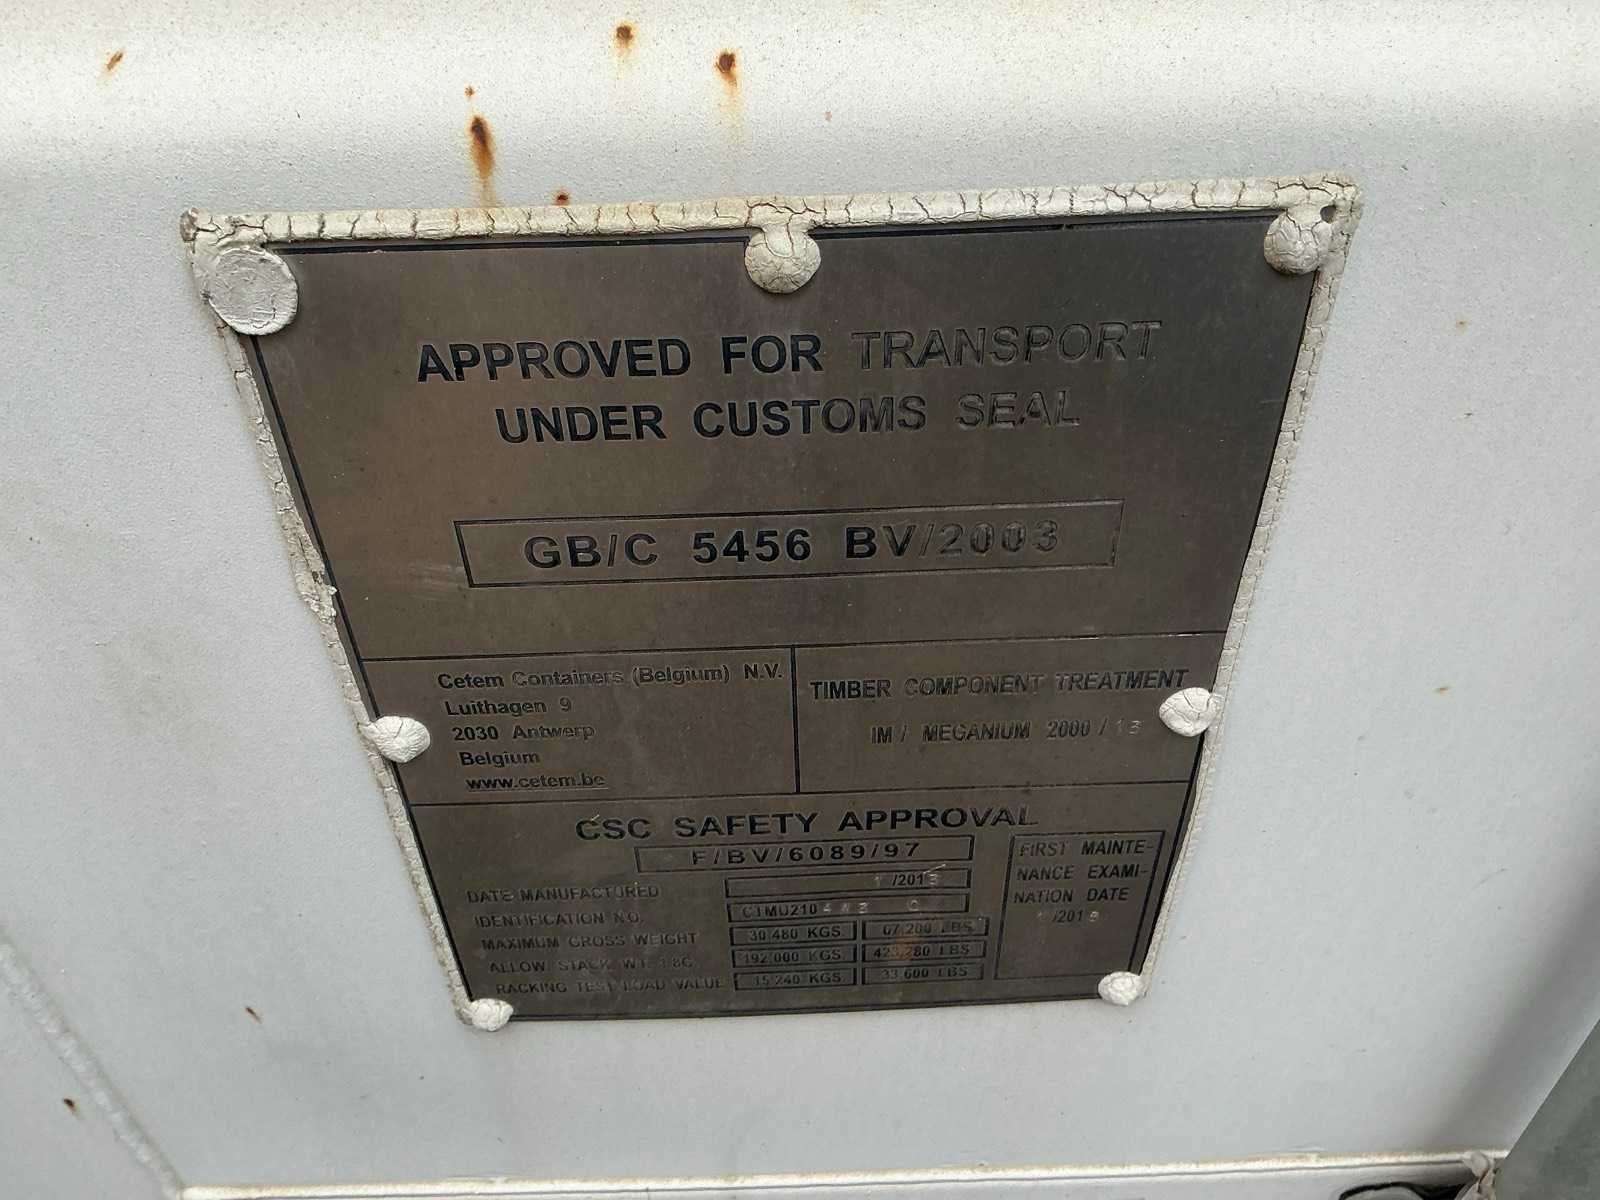 APPROVED FOR TRANSPORT
UNDER CUSTOMS SEAL
GB/C 5456 BV/2003
Cetem Containers (Belgium) N.V.
Luithagen 9
2030 Antwerp
Belgium
www.cetem.be
TIMBER COMPONENT TREATMENT
IM / MEGANIUM 2000 / 13
CSC SAFETY APPROVAL
F/BV/6089/97
DATE MANUFACTURED 1/2013
IDENTIFICATION NO.
MAXIMUM GROSS WEIGHT 30,480 KGS. 67,200 LBS
ALLOW. STACK. WT. 1.8G 192,000 KGS. 423,280 LBS
RACKING TEST LOAD VALUE 15,240 KGS. 33,600 LBS
FIRST MAINTE-
NANCE EXAMI-
NATION DATE